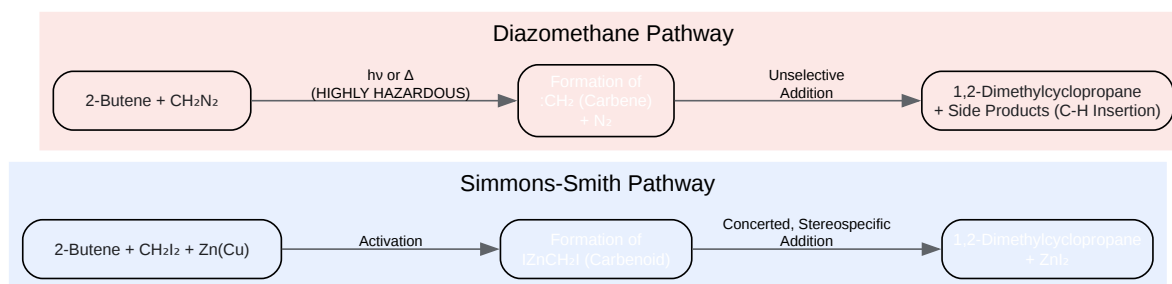 Diazomethane Pathway
2-Butene + CH₂N₂
hν or Δ
(HIGHLY HAZARDOUS)
Formation of
:CH₂ (Carbene)
+ N₂
Unselective
Addition
1,2-Dimethylcyclopropane
+ Side Products (C-H Insertion)
Simmons-Smith Pathway
2-Butene + CH₂I₂ + Zn(Cu)
Activation
Formation of
IZnCH₂I (Carbenoid)
Concerted, Stereospecific
Addition
1,2-Dimethylcyclopropane
+ ZnI₂